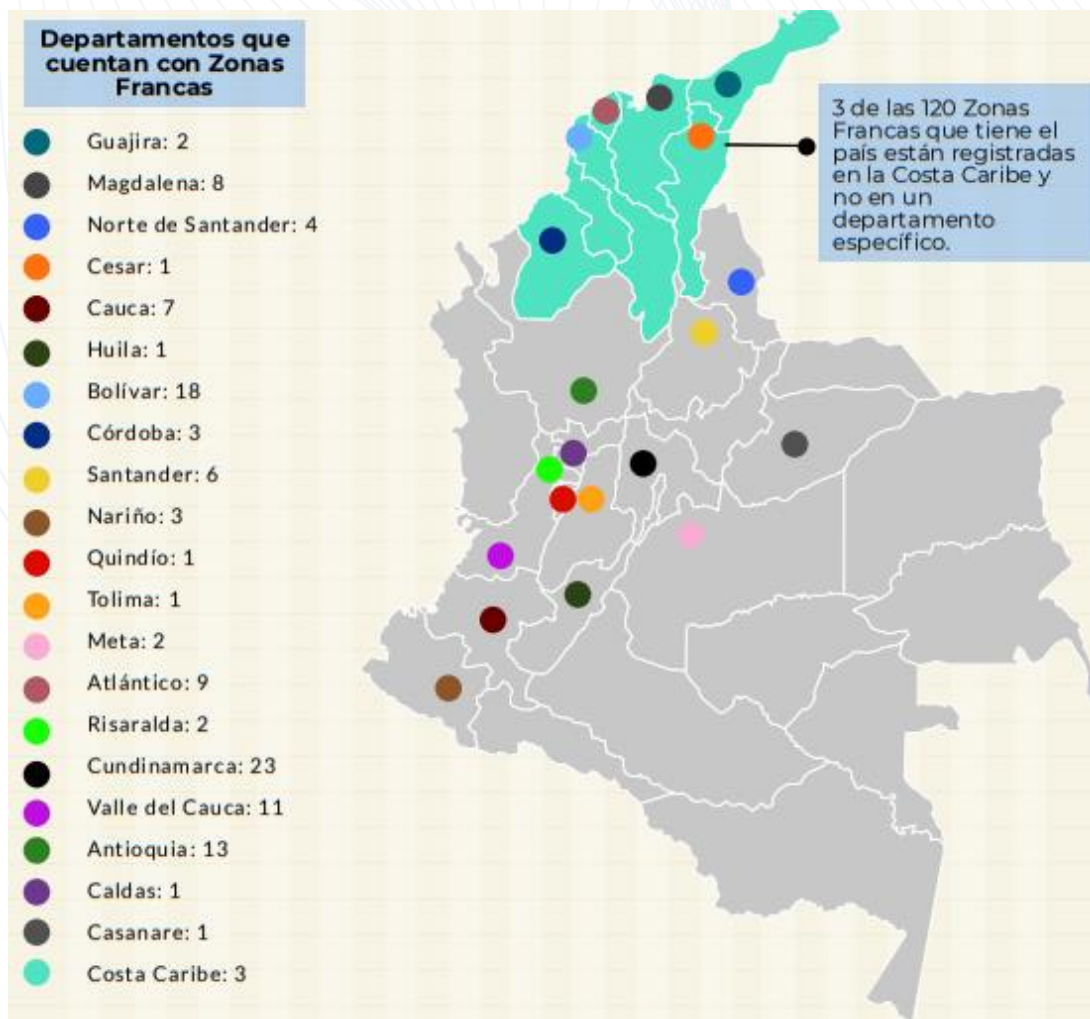 Departamentos que
cuentan con Zonas
Francas
Guajira: 2
Magdalena: 8
Norte de Santander: 4
Cesar: 1
Cauca: 7
Huila: 1
Bolívar: 18
Córdoba: 3
Santander: 6
Nariño: 3
Quindío: 1
Tolima: 1
Meta: 2
Atlántico: 9
Risaralda: 2
Cundinamarca: 23
Valle del Cauca: 11
Antioquia: 13
Caldas: 1
Casanare: 1
Costa Caribe: 3
3 de las 120 Zonas
Francas que tiene el
país están registradas
en la Costa Caribe y
no en un
departamento
específico.